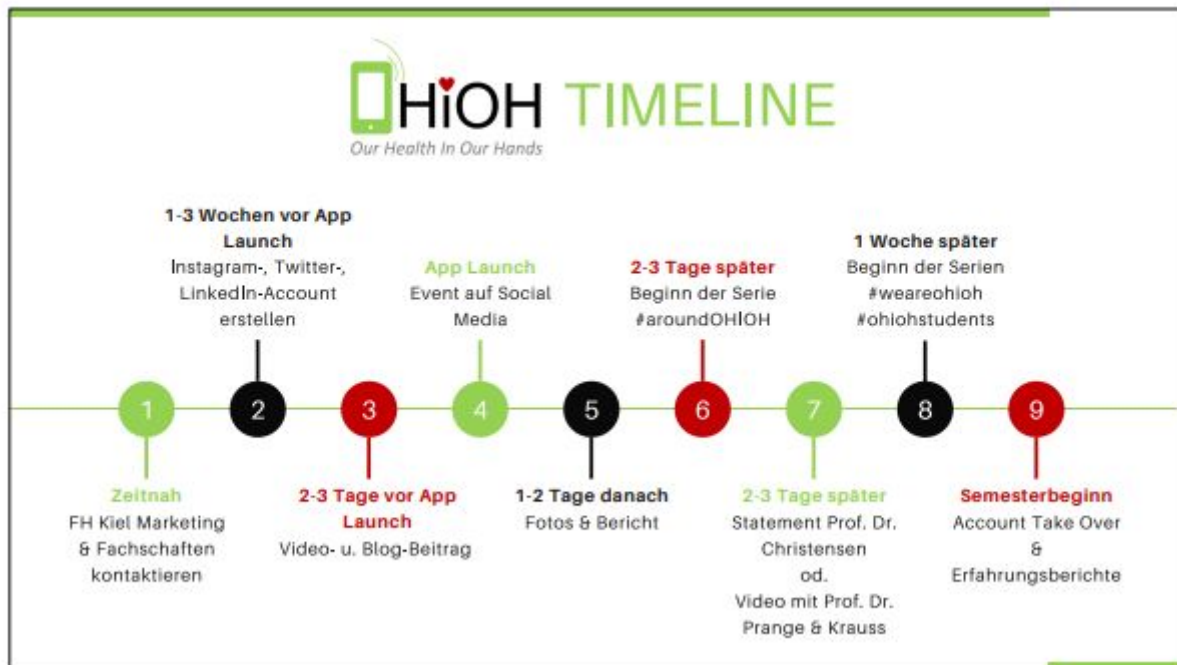 HiOH TIMELINE
Our Health In Our Hands
1
Zeitnah
FH Kiel Marketing
& Fachschaften
kontaktieren
1-3 Wochen vor App
Launch
Instagram-, Twitter-,
LinkedIn-Account
erstellen
2
3
2-3 Tage vor App
Launch
Video- u. Blog-Beitrag
App Launch
Event auf Social
Media
4
5
1-2 Tage danach
Fotos & Bericht
2-3 Tage später
Beginn der Serie
#aroundOHIOH
6
7
2-3 Tage später
Statement Prof. Dr.
Christensen
od.
Video mit Prof. Dr.
Prange & Krauss
1 Woche später
Beginn der Serien
#weareohioh
#ohiohstudents
8
9
Semesterbeginn
Account Take Over
&
Erfahrungsberichte